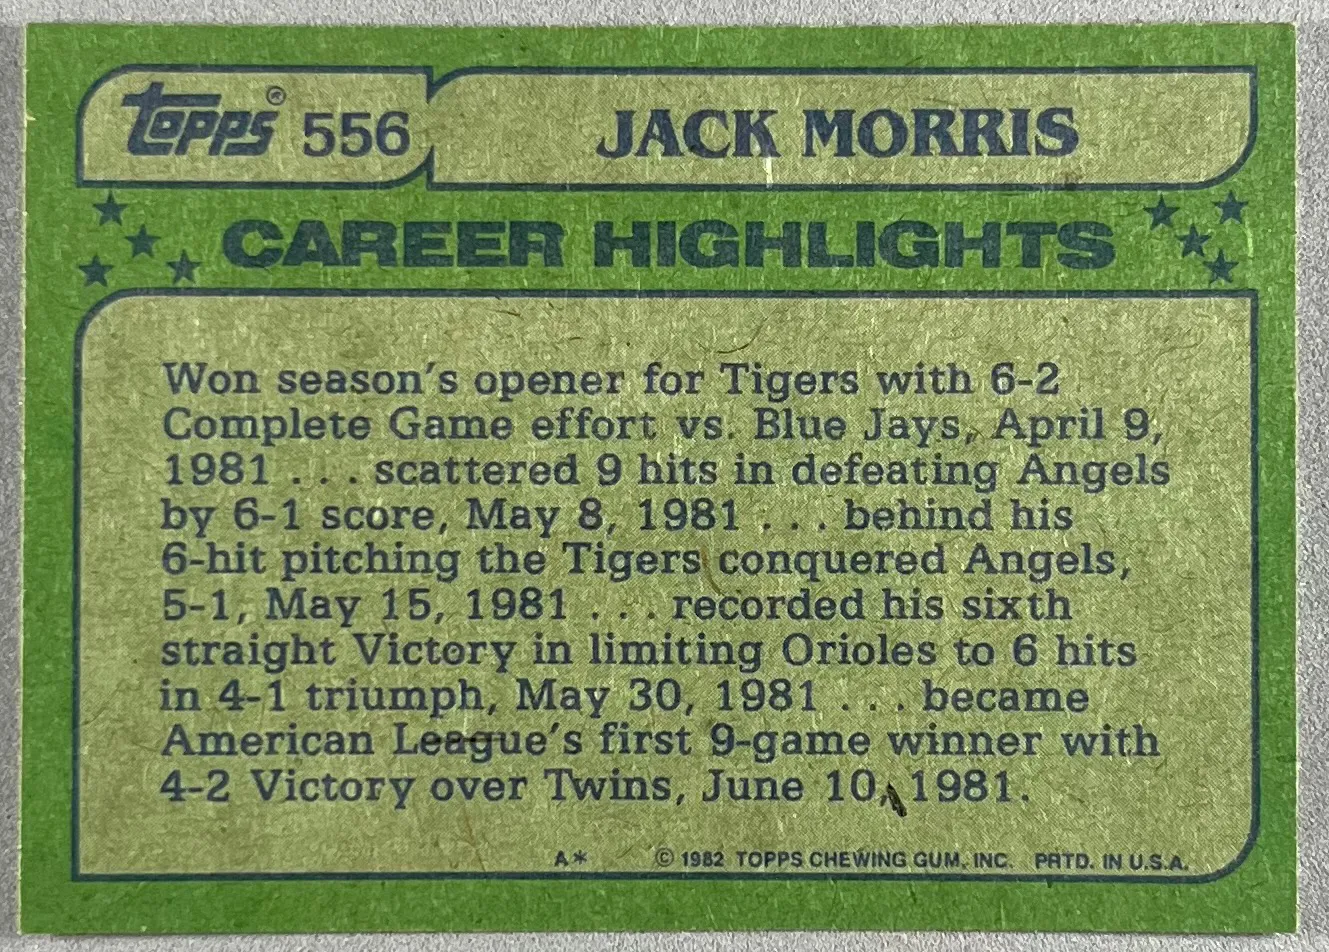 Topps® 556 JACK MORRIS
CAREER HIGHLIGHTS
Won season's opener for Tigers with 6-2
Complete Game effort vs. Blue Jays, April 9,
1981 . . . scattered 9 hits in defeating Angels
by 6-1 score, May 8, 1981 . . . behind his
6-hit pitching the Tigers conquered Angels,
5-1, May 15, 1981 . . . recorded his sixth
straight Victory in limiting Orioles to 6 hits
in 4-1 triumph, May 30, 1981 . . . became
American League's first 9-game winner with
4-2 Victory over Twins, June 10, 1981.
A* © 1982 TOPPS CHEWING GUM, INC. PRTD. IN U.S.A.